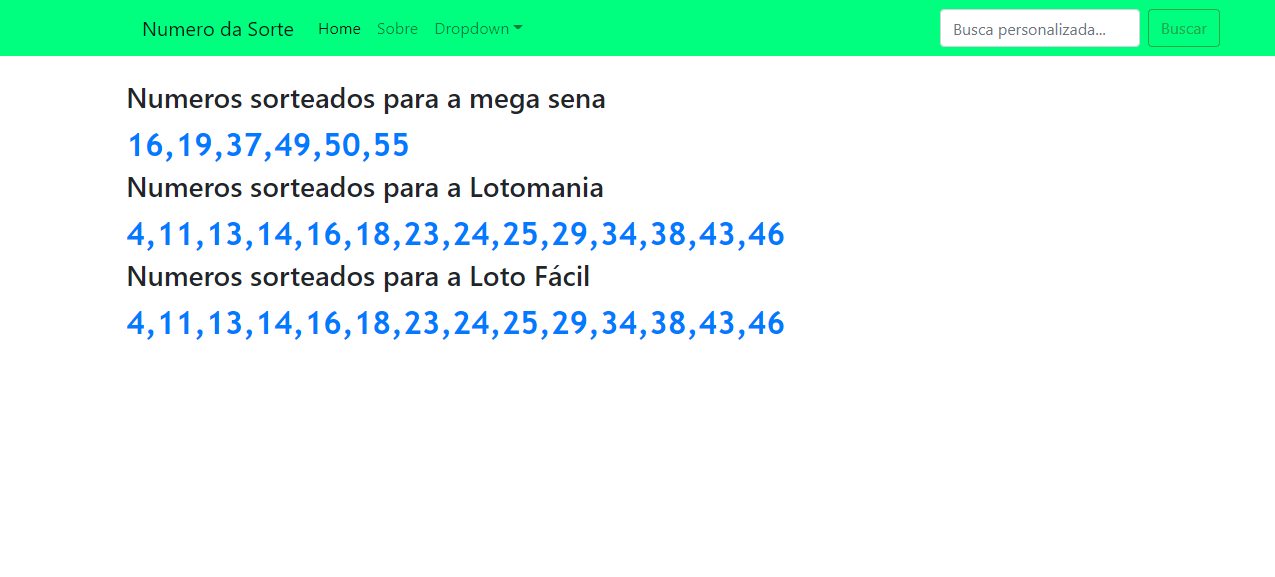 Numero da Sorte Home Sobre Dropdown Busca personalizada... Buscar
Numeros sorteados para a mega sena
16,19,37,49,50,55
Numeros sorteados para a Lotomania
4,11,13,14,16,18,23,24,25,29,34,38,43,46
Numeros sorteados para a Loto Fácil
4,11,13,14,16,18,23,24,25,29,34,38,43,46